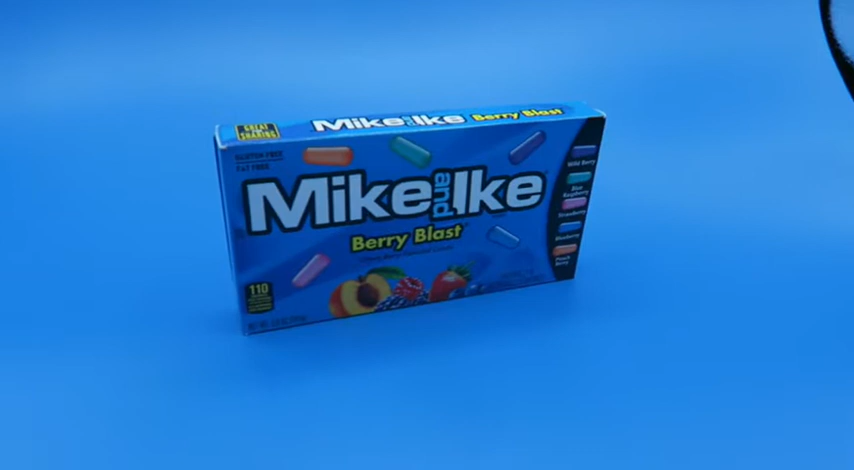 GREAT FOR SHARING
Mike and Ike Berry Blast
GLUTEN FREE
FAT FREE
Mike and Ike
Berry Blast
Wild Berry
Blue Raspberry
Strawberry
Blueberry
Peach Berry
110